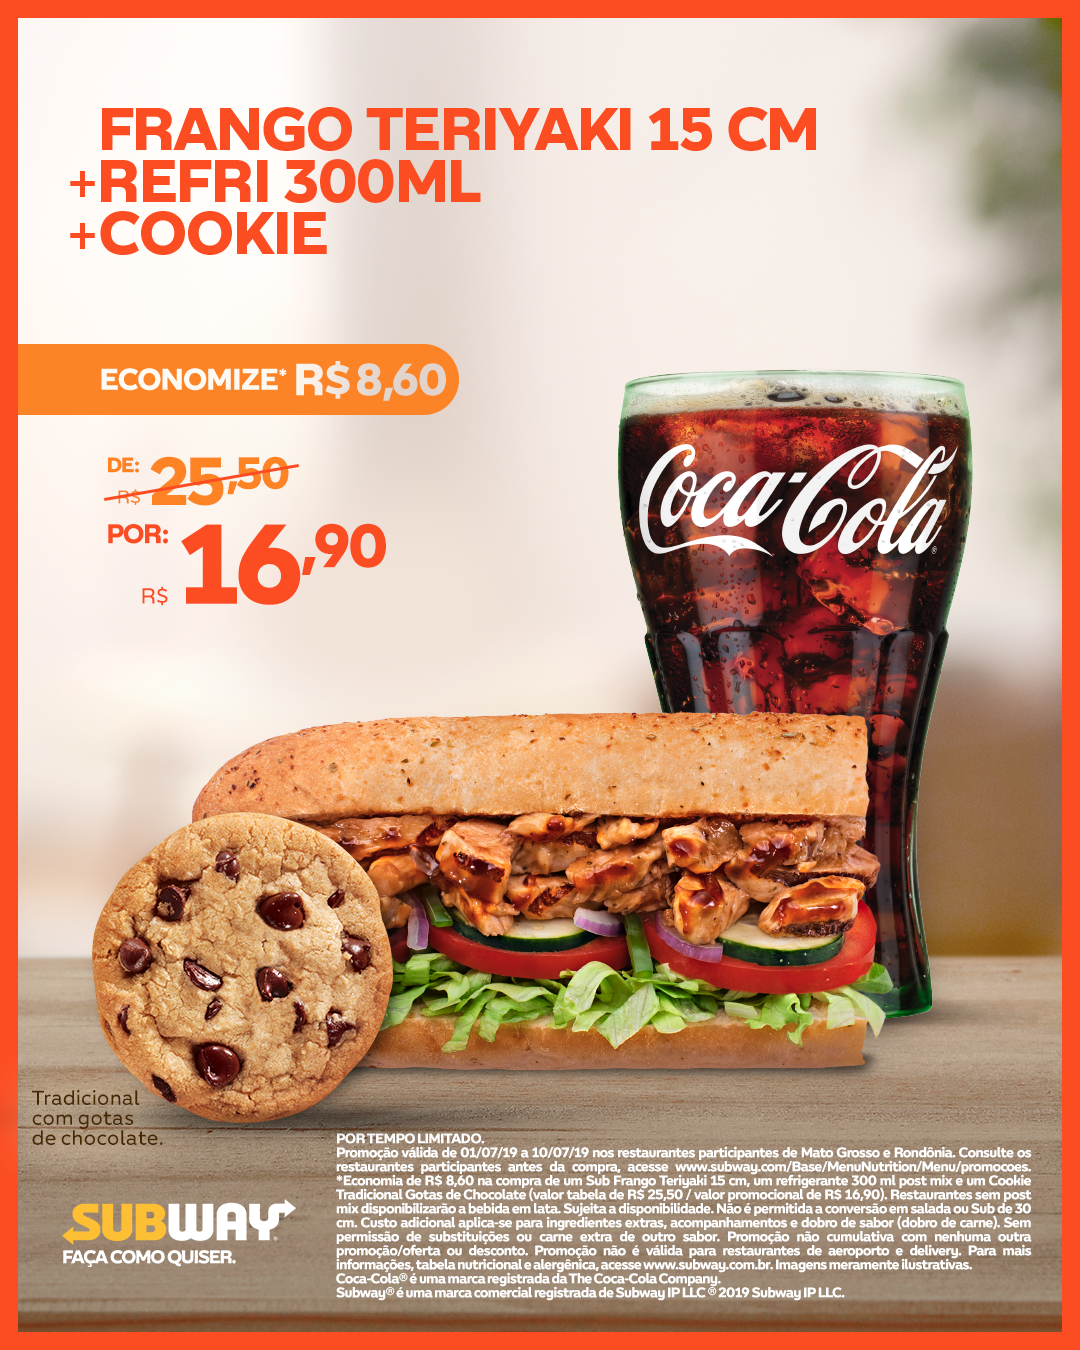 FRANGO TERIYAKI 15 CM
+REFRI 300ML
+COOKIE
ECONOMIZE* R$ 8,60
DE: R$ 25,50
POR: R$ 16,90
Coca-Cola®
Tradicional
com gotas
de chocolate.
POR TEMPO LIMITADO.
Promoção válida de 01/07/19 a 10/07/19 nos restaurantes participantes de Mato Grosso e Rondônia. Consulte os
restaurantes participantes antes da compra, acesse www.subway.com/Base/MenuNutrition/Menu/promocoes.
*Economia de R$ 8,60 na compra de um Sub Frango Teriyaki 15 cm, um refrigerante 300 ml post mix e um Cookie
Tradicional Gotas de Chocolate (valor tabela de R$ 25,50 / valor promocional de R$ 16,90). Restaurantes sem post
mix disponibilizarão a bebida em lata. Sujeita a disponibilidade. Não é permitida a conversão em salada ou Sub de 30
cm. Custo adicional aplica-se para ingredientes extras, acompanhamentos e dobro de sabor (dobro de carne). Sem
permissão de substituições ou carne extra de outro sabor. Promoção não cumulativa com nenhuma outra
promoção/oferta ou desconto. Promoção não é válida para restaurantes de aeroporto e delivery. Para mais
informações, tabela nutricional e alergênica, acesse www.subway.com.br. Imagens meramente ilustrativas.
Coca-Cola® é uma marca registrada da The Coca-Cola Company.
Subway® é uma marca comercial registrada de Subway IP LLC ® 2019 Subway IP LLC.
SUBWAY®
FAÇA COMO QUISER.